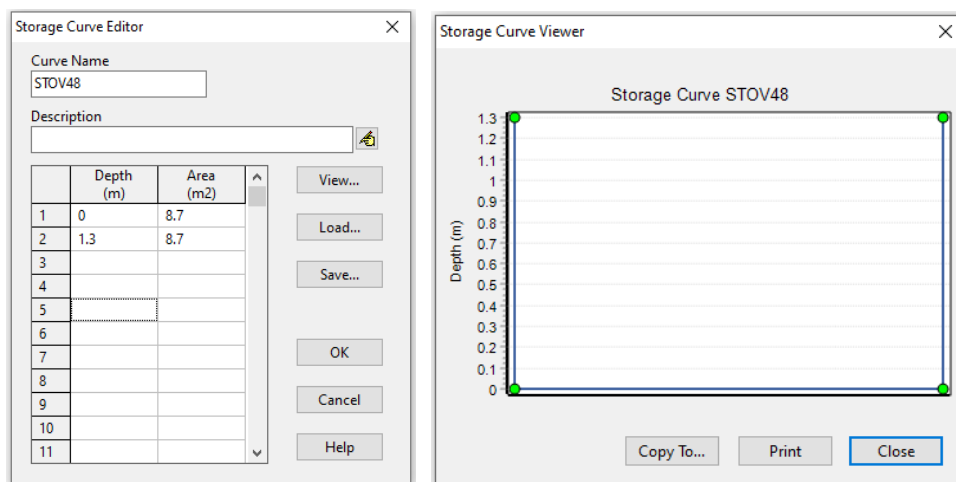 Storage Curve Editor
Curve Name
STOV48
Description
Depth (m) Area (m2)
1 0 8.7
2 1.3 8.7
3
4
5
6
7
8
9
10
11
View...
Load...
Save...
OK
Cancel
Help
Storage Curve Viewer
Storage Curve STOV48
Depth (m)
1.3
1.2
1.1
1
0.9
0.8
0.7
0.6
0.5
0.4
0.3
0.2
0.1
0
Copy To...
Print
Close